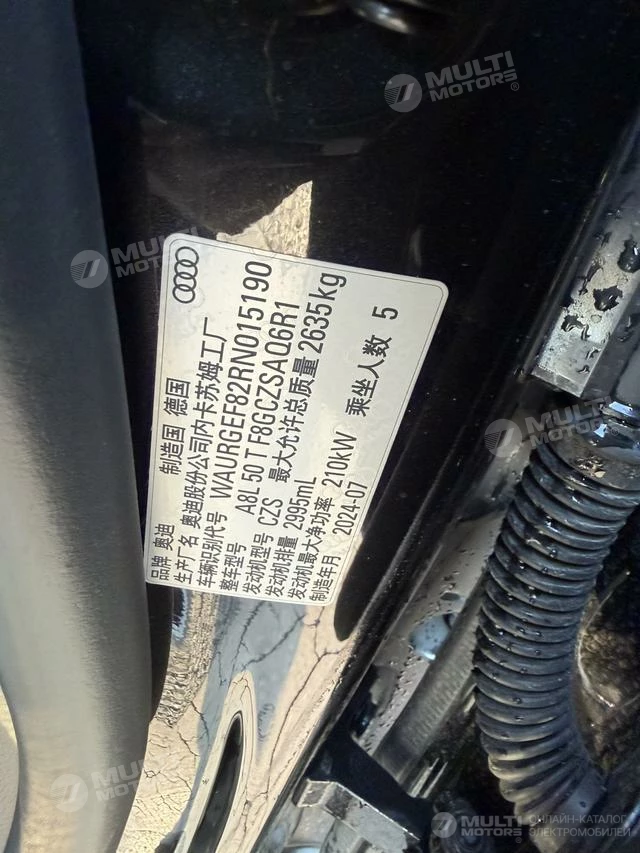 品牌 奥迪 制造国 德国
生产厂名 奥迪股份公司内卡苏姆工厂
车辆识别代号 WAURGEF82RN015190
整车型号 A8L 50 T F8GCZSAQ6R1
发动机型号 CZS 最大允许总质量 2635kg
发动机排量 2995mL
发动机最大净功率 210kW 乘坐人数 5
制造年月 2024-07
MULTI
MOTORS®
MULTI
MOTORS
MULTI
MOTORS
MULTI
MOTORS
MULTI
MOTORS
ОНЛАЙН-КАТАЛОГ
ЭЛЕКТРОМОБИЛЕЙ